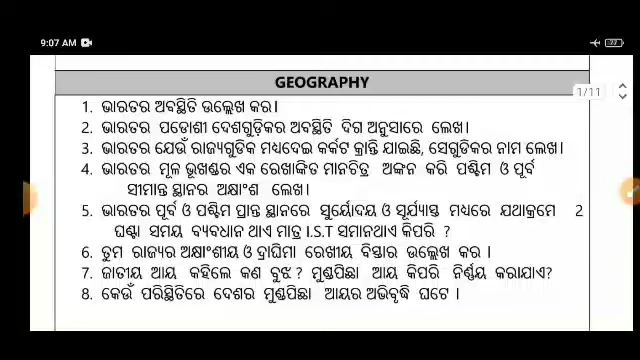 9:07 AM
77
GEOGRAPHY
1/11
1. ଭାରତର ଅବସ୍ଥିତି ଉଲ୍ଲେଖ କର।
2. ଭାରତର ପଡୋଶୀ ଦେଶଗୁଡ଼ିକର ଅବସ୍ଥିତି ଦିଗ ଅନୁସାରେ ଲେଖ।
3. ଭାରତର ଯେଉଁ ରାଜ୍ୟଗୁଡିକ ମଧ୍ୟଦେଇ କର୍କଟ କ୍ରାନ୍ତି ଯାଇଛି, ସେଗୁଡିକର ନାମ ଲେଖ।
4. ଭାରତର ମୂଳ ଭୂଖଣ୍ଡର ଏକ ରେଖାଙ୍କିତ ମାନଚିତ୍ର ଅଙ୍କନ କରି ପଶ୍ଚିମ ଓ ପୂର୍ବ
ସୀମାନ୍ତ ସ୍ଥାନର ଅକ୍ଷାଂଶ ଲେଖ।
5. ଭାରତର ପୂର୍ବ ଓ ପଶ୍ଚିମ ପ୍ରାନ୍ତ ସ୍ଥାନରେ ସୁର୍ଯୋଦୟ ଓ ସୂର୍ଯ୍ୟାସ୍ତ ମଧରେ ଯଥାକ୍ରମେ 2
ଘଣ୍ଟା ସମୟ ବ୍ୟବଧାନ ଥାଏ ମାତ୍ର I.S.T ସମାନଥାଏ କିପରି ?
6. ତୁମ ରାଜ୍ୟର ଅକ୍ଷାଂଶୀୟ ଓ ଦ୍ରାଘିମା ରେଖୀୟ ବିସ୍ତାର ଉଲ୍ଲେଖ କର ।
7. ଜାତୀୟ ଆୟ କହିଲେ କଣ ବୁଝ ? ମୁଣ୍ଡପିଛା ଆୟ କିପରି ନିର୍ଣ୍ଣୟ କରାଯାଏ?
8. କେଉଁ ପରିସ୍ଥିତିରେ ଦେଶର ମୁଣ୍ଡପିଛା ଆୟର ଅଭିବୃଦ୍ଧି ଘଟେ ।